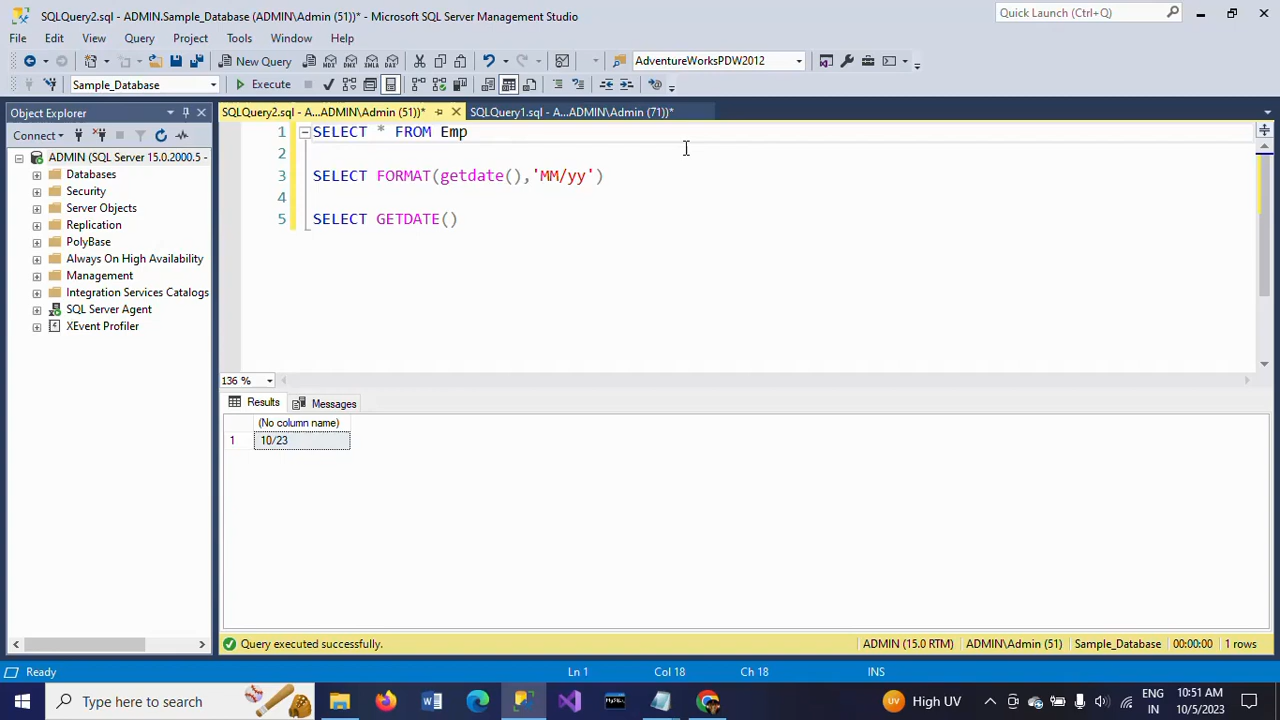 SQLQuery2.sql - ADMIN.Sample_Database (ADMIN\Admin (51))* - Microsoft SQL Server Management Studio
Quick Launch (Ctrl+Q)
File Edit View Query Project Tools Window Help
New Query
AdventureWorksPDW2012
Sample_Database
Execute
Object Explorer
SQLQuery2.sql - A...ADMIN\Admin (51))*
SQLQuery1.sql - A...ADMIN\Admin (71))*
Connect
ADMIN (SQL Server 15.0.2000.5 -
Databases
Security
Server Objects
Replication
PolyBase
Always On High Availability
Management
Integration Services Catalogs
SQL Server Agent
XEvent Profiler
1 SELECT * FROM Emp
2
3 SELECT FORMAT(getdate(),'MM/yy')
4
5 SELECT GETDATE()
136 %
Results Messages
(No column name)
1 10/23
Query executed successfully.
ADMIN (15.0 RTM) ADMIN\Admin (51) Sample_Database 00:00:00 1 rows
Ready
Ln 1 Col 18 Ch 18 INS
Type here to search
High UV
ENG
IN
10:51 AM
10/5/2023